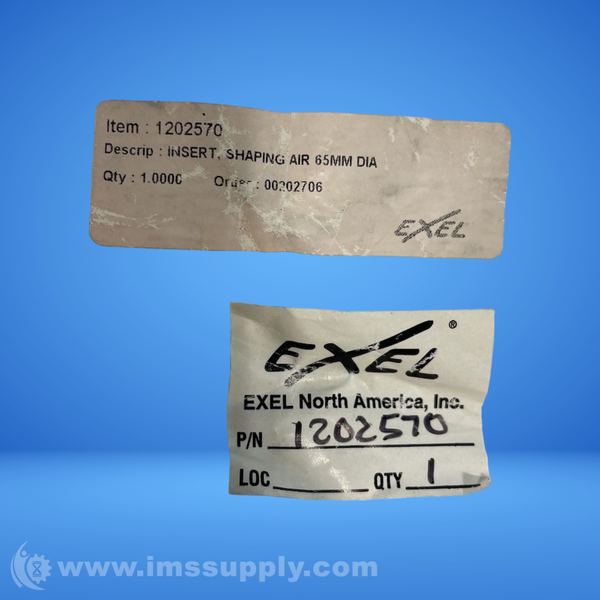 Item : 1202570
Descrip : INSERT, SHAPING AIR 65MM DIA
Qty : 1.0000 Order : 00202706
EXEL
EXEL ®
EXEL North America, Inc.
P/N 1202570
LOC QTY 1
www.imssupply.com